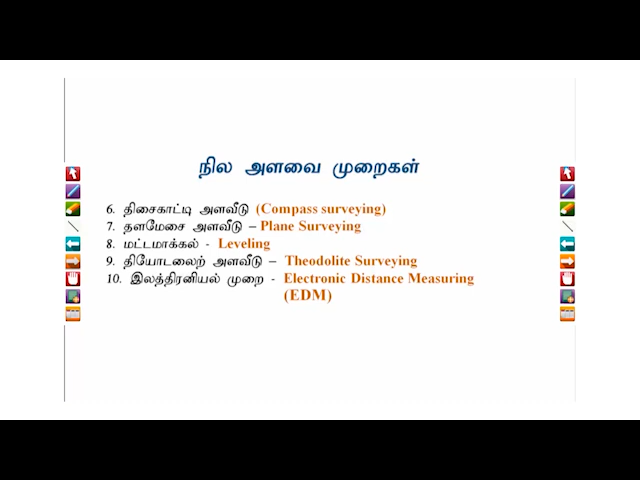 நில அளவை முறைகள்
6. திசைகாட்டி அளவீடு (Compass surveying)
7. தளமேசை அளவீடு – Plane Surveying
8. மட்டமாக்கல் - Leveling
9. தியோடலைற் அளவீடு – Theodolite Surveying
10. இலத்திரனியல் முறை - Electronic Distance Measuring
(EDM)